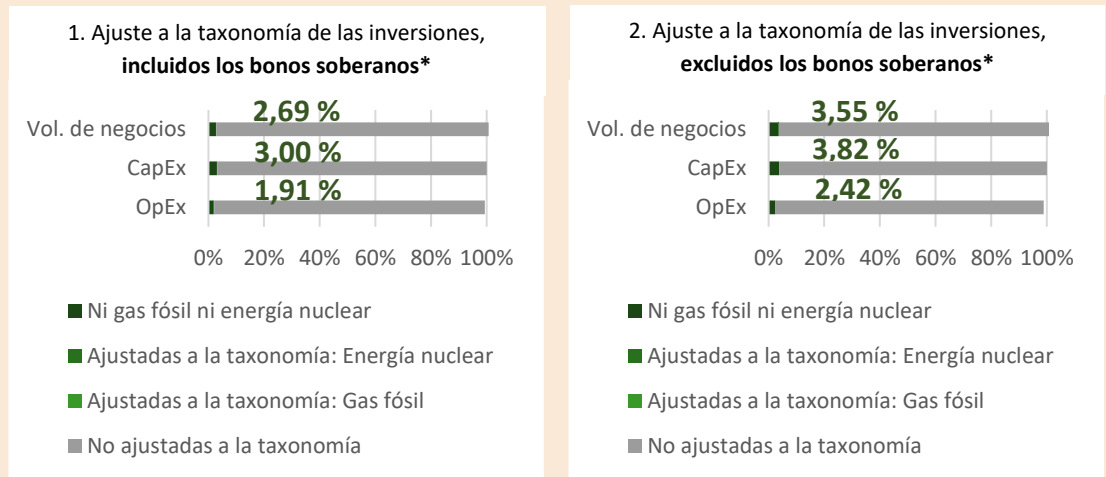 1. Ajuste a la taxonomía de las inversiones,
incluidos los bonos soberanos*
Vol. de negocios
2,69 %
CapEx
3,00 %
OpEx
1,91 %
0% 20% 40% 60% 80% 100%
Ni gas fósil ni energía nuclear
Ajustadas a la taxonomía: Energía nuclear
Ajustadas a la taxonomía: Gas fósil
No ajustadas a la taxonomía
2. Ajuste a la taxonomía de las inversiones,
excluidos los bonos soberanos*
Vol. de negocios
3,55 %
CapEx
3,82 %
OpEx
2,42 %
0% 20% 40% 60% 80% 100%
Ni gas fósil ni energía nuclear
Ajustadas a la taxonomía: Energía nuclear
Ajustadas a la taxonomía: Gas fósil
No ajustadas a la taxonomía